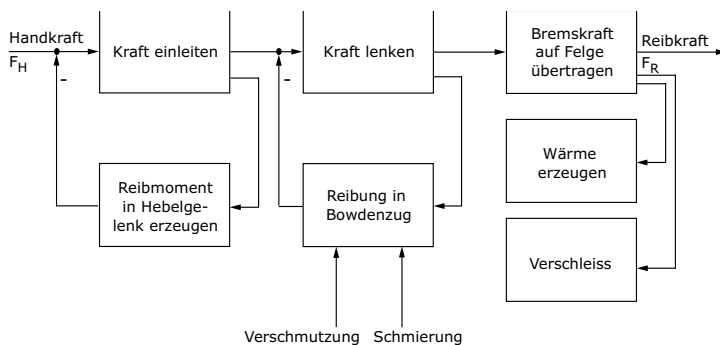 Handkraft
F_H
-
Kraft einleiten
-
Kraft lenken
Bremskraft
auf Felge
übertragen
Reibkraft
F_R
Reibmoment
in Hebelge-
lenk erzeugen
Reibung in
Bowdenzug
Wärme
erzeugen
Verschleiss
Verschmutzung
Schmierung